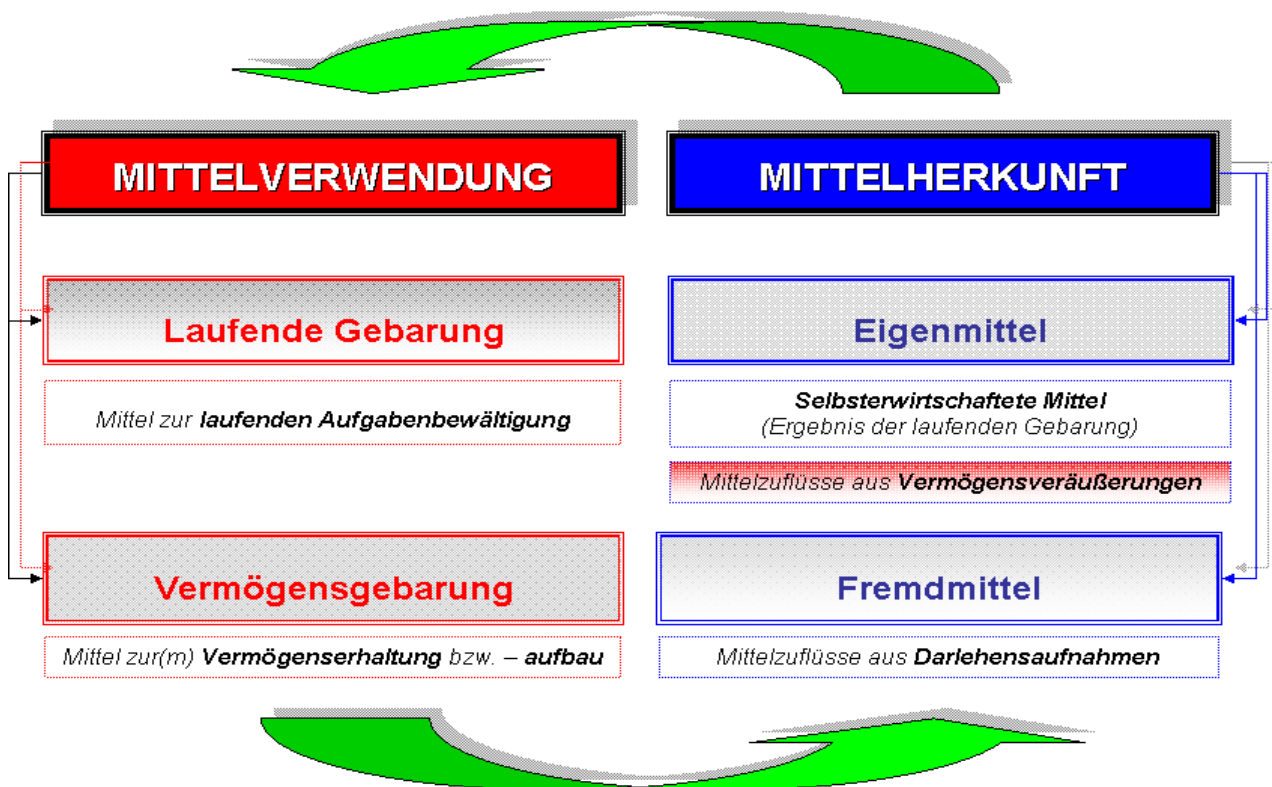 MITTELVERWENDUNG
MITTELHERKUNFT
Laufende Gebarung
Eigenmittel
Mittel zur laufenden Aufgabenbewältigung
Selbsterwirtschaftete Mittel
(Ergebnis der laufenden Gebarung)
Mittelzuflüsse aus Vermögensveräußerungen
Vermögensgebarung
Fremdmittel
Mittel zur(m) Vermögenserhaltung bzw. – aufbau
Mittelzuflüsse aus Darlehensaufnahmen